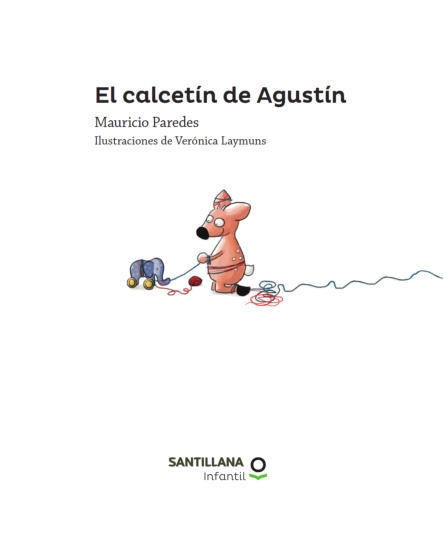 El calcetín de Agustín
Mauricio Paredes
Ilustraciones de Verónica Laymuns
SANTILLANA
Infantil